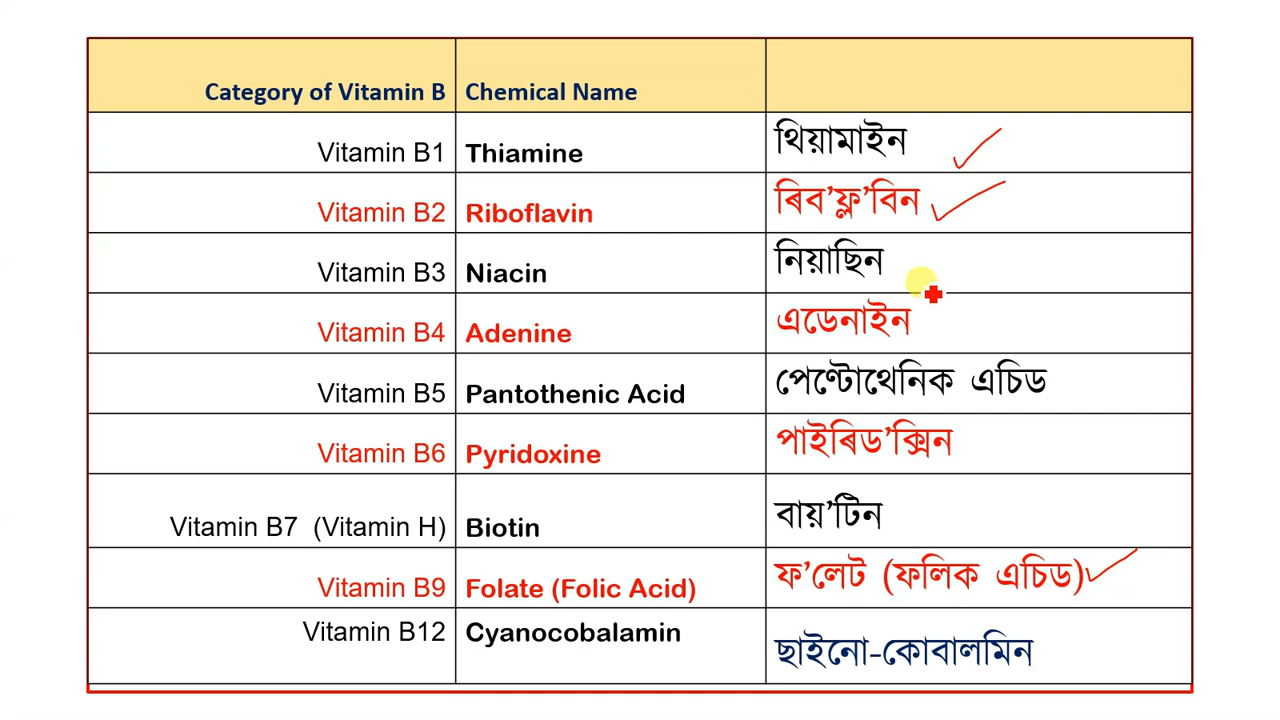 Category of Vitamin B Chemical Name
Vitamin B1 Thiamine থিয়ামাইন
Vitamin B2 Riboflavin ৰিব’ফ্ল’বিন
Vitamin B3 Niacin নিয়াছিন
Vitamin B4 Adenine এডেনাইন
Vitamin B5 Pantothenic Acid পেণ্টোথেনিক এচিড
Vitamin B6 Pyridoxine পাইৰিড’ক্সিন
Vitamin B7 (Vitamin H) Biotin বায়’টিন
Vitamin B9 Folate (Folic Acid) ফ’লেট (ফলিক এচিড)
Vitamin B12 Cyanocobalamin ছাইনো-কোবালমিন